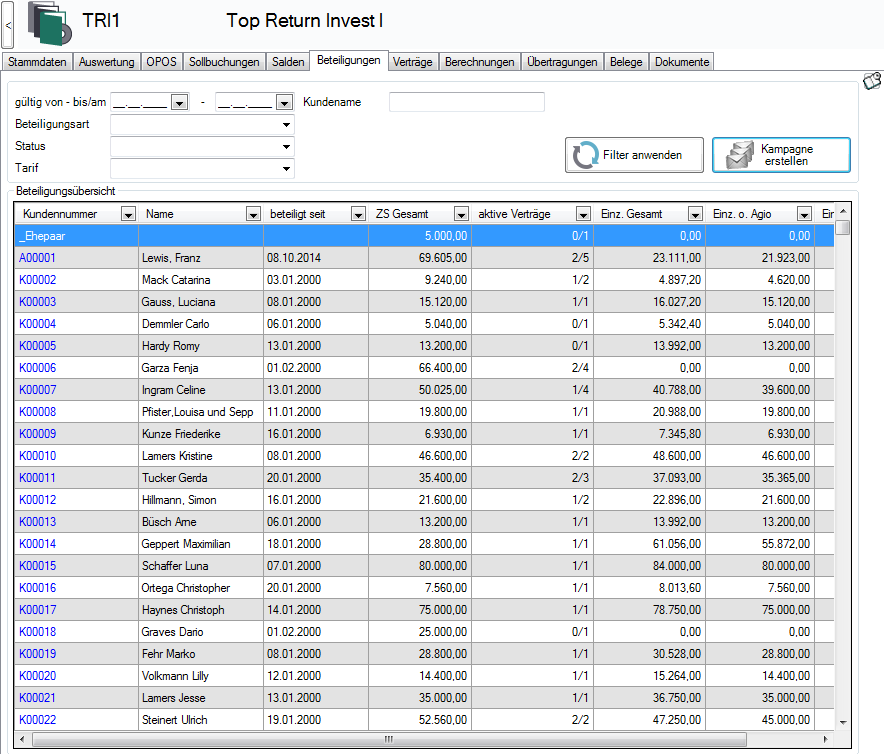 <
TRI1 Top Return Invest I
Stammdaten Auswertung OPOS Sollbuchungen Salden Beteiligungen Verträge Berechnungen Übertragungen Belege Dokumente
gültig von - bis/am __.__.____ - __.__.____ Kundename
Beteiligungsart
Status
Tarif
Filter anwenden
Kampagne
erstellen
Beteiligungsübersicht
Kundennummer Name beteiligt seit ZS Gesamt aktive Verträge Einz. Gesamt Einz. o. Agio Ein
_Ehepaar 5.000,00 0/1 0,00 0,00
A00001 Lewis, Franz 08.10.2014 69.605,00 2/5 23.111,00 21.923,00
K00002 Mack Catarina 03.01.2000 9.240,00 1/2 4.897,20 4.620,00
K00003 Gauss, Luciana 08.01.2000 15.120,00 1/1 16.027,20 15.120,00
K00004 Demmler Carlo 06.01.2000 5.040,00 0/1 5.342,40 5.040,00
K00005 Hardy Romy 13.01.2000 13.200,00 0/1 13.992,00 13.200,00
K00006 Garza Fenja 01.02.2000 66.400,00 2/4 0,00 0,00
K00007 Ingram Celine 13.01.2000 50.025,00 1/4 40.788,00 39.600,00
K00008 Pfister,Louisa und Sepp 11.01.2000 19.800,00 1/1 20.988,00 19.800,00
K00009 Kunze Friederike 16.01.2000 6.930,00 1/1 7.345,80 6.930,00
K00010 Lamers Kristine 08.01.2000 46.600,00 2/2 48.600,00 46.600,00
K00011 Tucker Gerda 20.01.2000 35.400,00 2/3 37.093,00 35.365,00
K00012 Hillmann, Simon 16.01.2000 21.600,00 1/2 22.896,00 21.600,00
K00013 Büsch Arne 06.01.2000 13.200,00 1/1 13.992,00 13.200,00
K00014 Geppert Maximilian 18.01.2000 28.800,00 1/1 61.056,00 55.872,00
K00015 Schaffer Luna 07.01.2000 80.000,00 1/1 84.000,00 80.000,00
K00016 Ortega Christopher 20.01.2000 7.560,00 1/1 8.013,60 7.560,00
K00017 Haynes Christoph 14.01.2000 75.000,00 1/1 78.750,00 75.000,00
K00018 Graves Dario 01.02.2000 25.000,00 0/1 0,00 0,00
K00019 Fehr Marko 08.01.2000 28.800,00 1/1 30.528,00 28.800,00
K00020 Volkmann Lilly 12.01.2000 14.400,00 1/1 15.264,00 14.400,00
K00021 Lamers Jesse 13.01.2000 35.000,00 1/1 36.750,00 35.000,00
K00022 Steinert Ulrich 19.01.2000 52.560,00 2/2 47.250,00 45.000,00